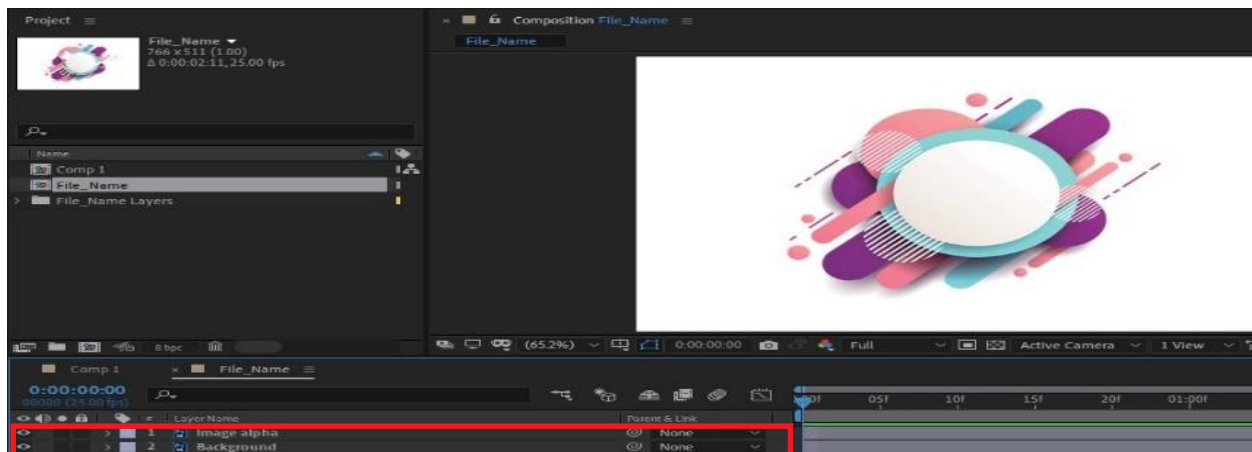 Project
File_Name
766 x 511 (1.00)
Δ 0:00:02:11, 25.00 fps
Name
Comp 1
File_Name
File_Name Layers
8 bpc
Composition File_Name
File_Name
(65.2%)
0:00:00:00
Full
Active Camera
1 View
Comp 1
File_Name
0:00:00:00
00000 (25.00 fps)
# Layer Name
Parent & Link
1 Image alpha None
2 Background None
05f 10f 15f 20f 01:00f